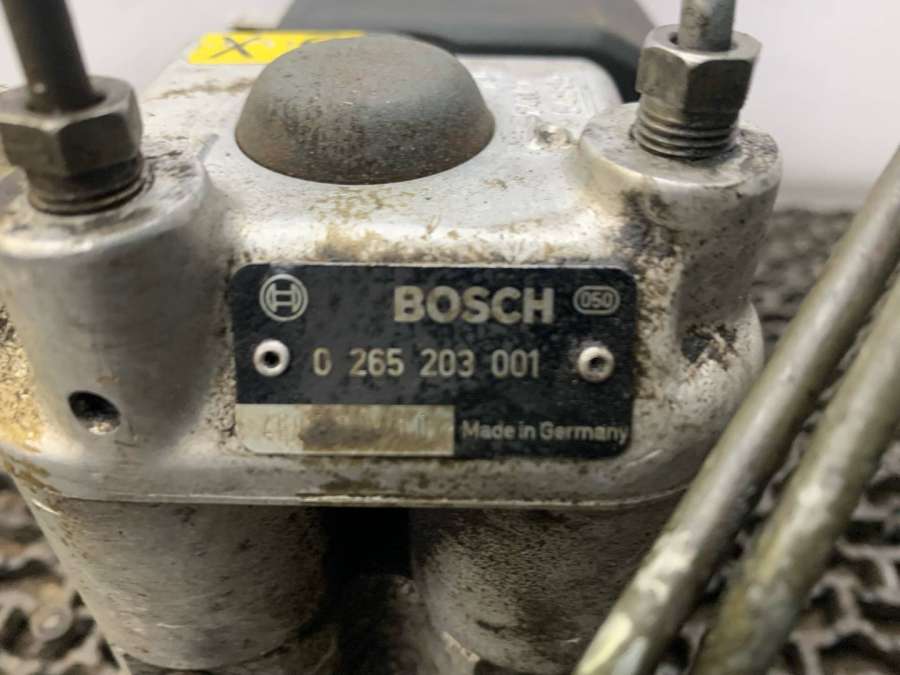 X
BOSCH 050
0 265 203 001
Made in Germany